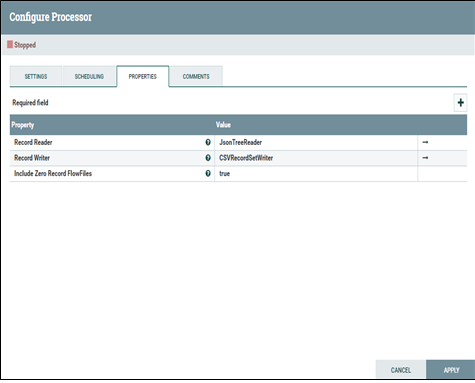 Configure Processor
Stopped
SETTINGS SCHEDULING PROPERTIES COMMENTS
Required field
Property Value
Record Reader JsonTreeReader
Record Writer CSVRecordSetWriter
Include Zero Record FlowFiles true
CANCEL APPLY